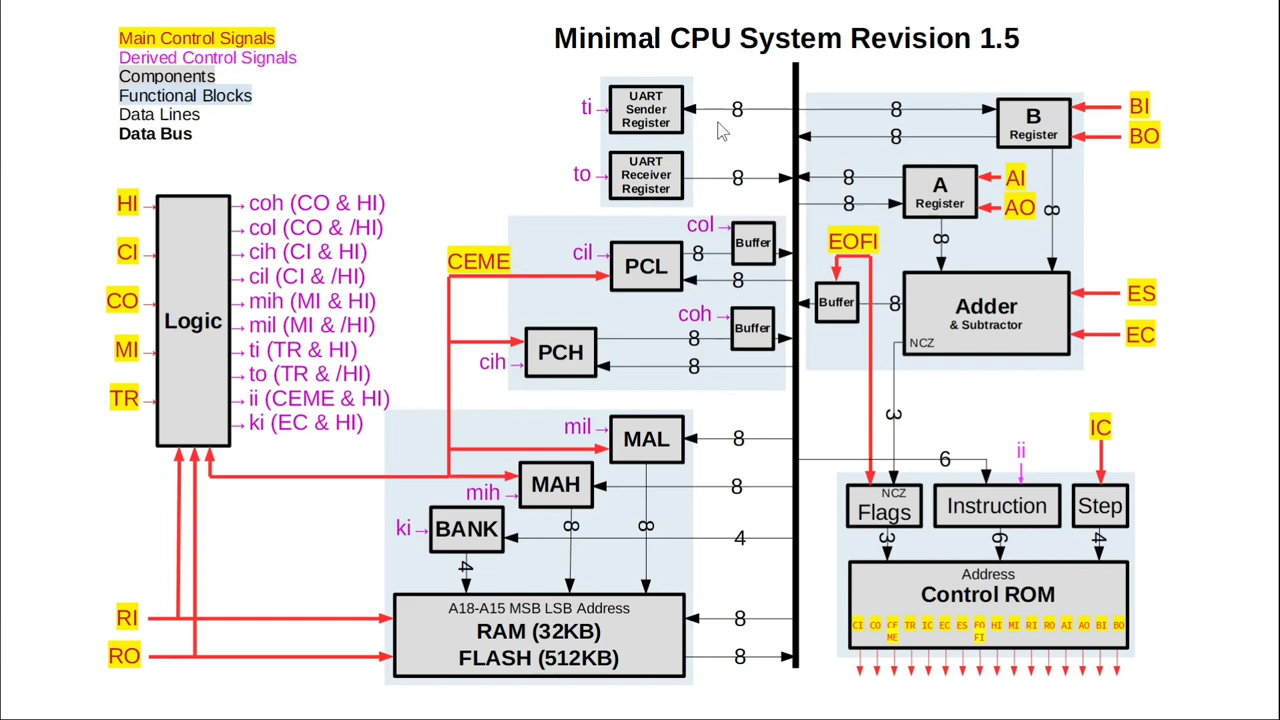 Minimal CPU System Revision 1.5
Main Control Signals
Derived Control Signals
Components
Functional Blocks
Data Lines
Data Bus
HI
CI
CO
MI
TR
Logic
coh (CO & HI)
col (CO & /HI)
cih (CI & HI)
cil (CI & /HI)
mih (MI & HI)
mil (MI & /HI)
ti (TR & HI)
to (TR & /HI)
ii (CEME & HI)
ki (EC & HI)
RI
RO
ti
UART
Sender
Register
8
to
UART
Receiver
Register
8
CEME
cil
PCL
8
col
Buffer
8
cih
PCH
8
coh
Buffer
8
mil
MAL
8
mih
MAH
8
ki
BANK
4
4
8
8
A18-A15 MSB LSB Address
RAM (32KB)
FLASH (512KB)
8
8
8
8
B
Register
BI
BO
8
8
A
Register
AI
AO
8
8
EOFI
Buffer
8
Adder
& Subtractor
NCZ
ES
EC
3
6
ii
IC
NCZ
Flags
Instruction
Step
3
6
4
Address
Control ROM
CI CO CE TR IC EC ES EO HI MI RI RO AI AO BI BO
ME FI